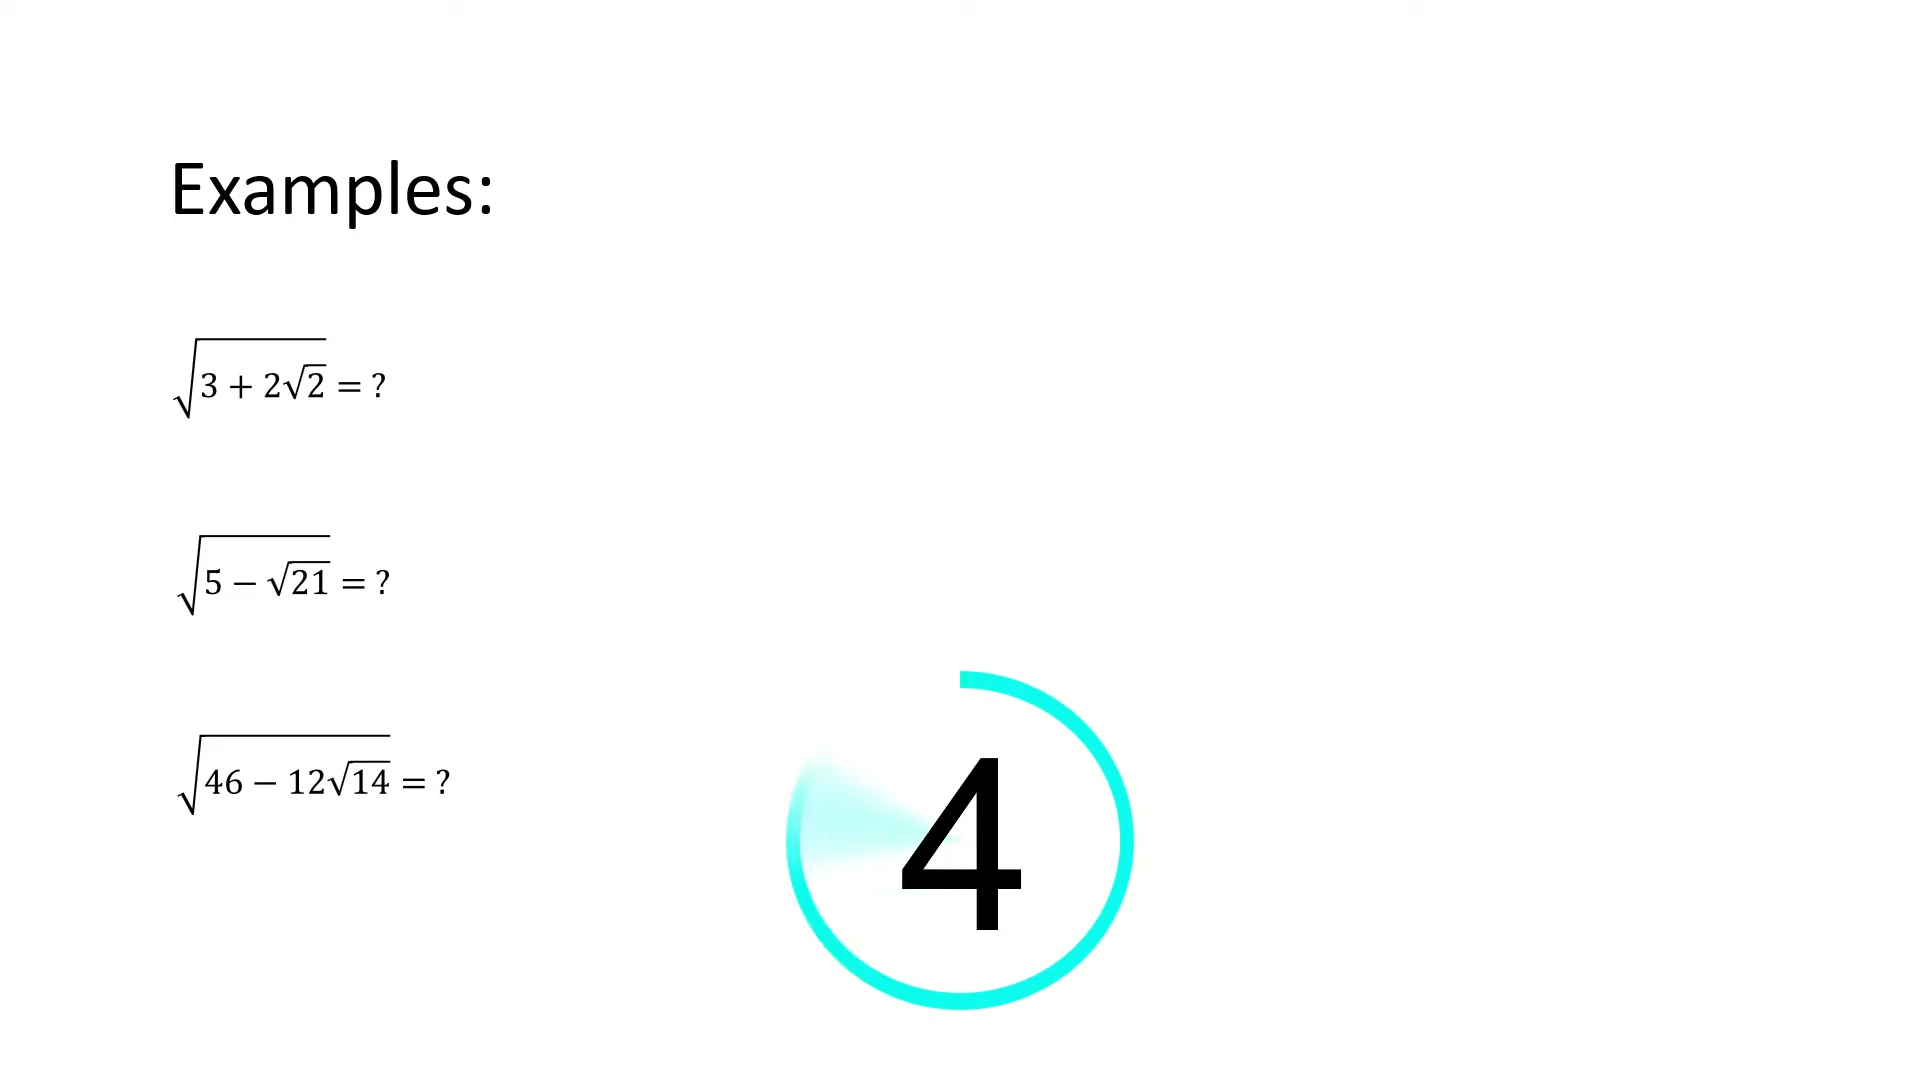 Examples:
√(3 + 2√2) = ?
√(5 − √21) = ?
√(46 − 12√14) = ?
4